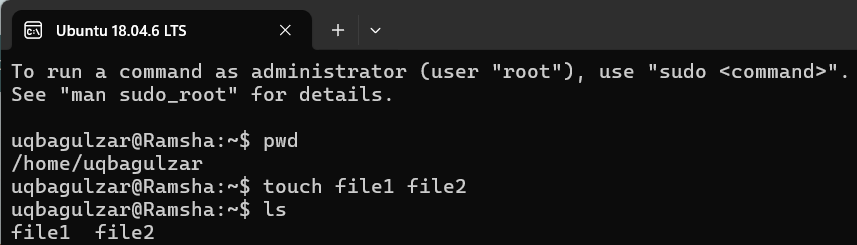 Ubuntu 18.04.6 LTS
To run a command as administrator (user "root"), use "sudo <command>".
See "man sudo_root" for details.
uqbagulzar@Ramsha:~$ pwd
/home/uqbagulzar
uqbagulzar@Ramsha:~$ touch file1 file2
uqbagulzar@Ramsha:~$ ls
file1  file2